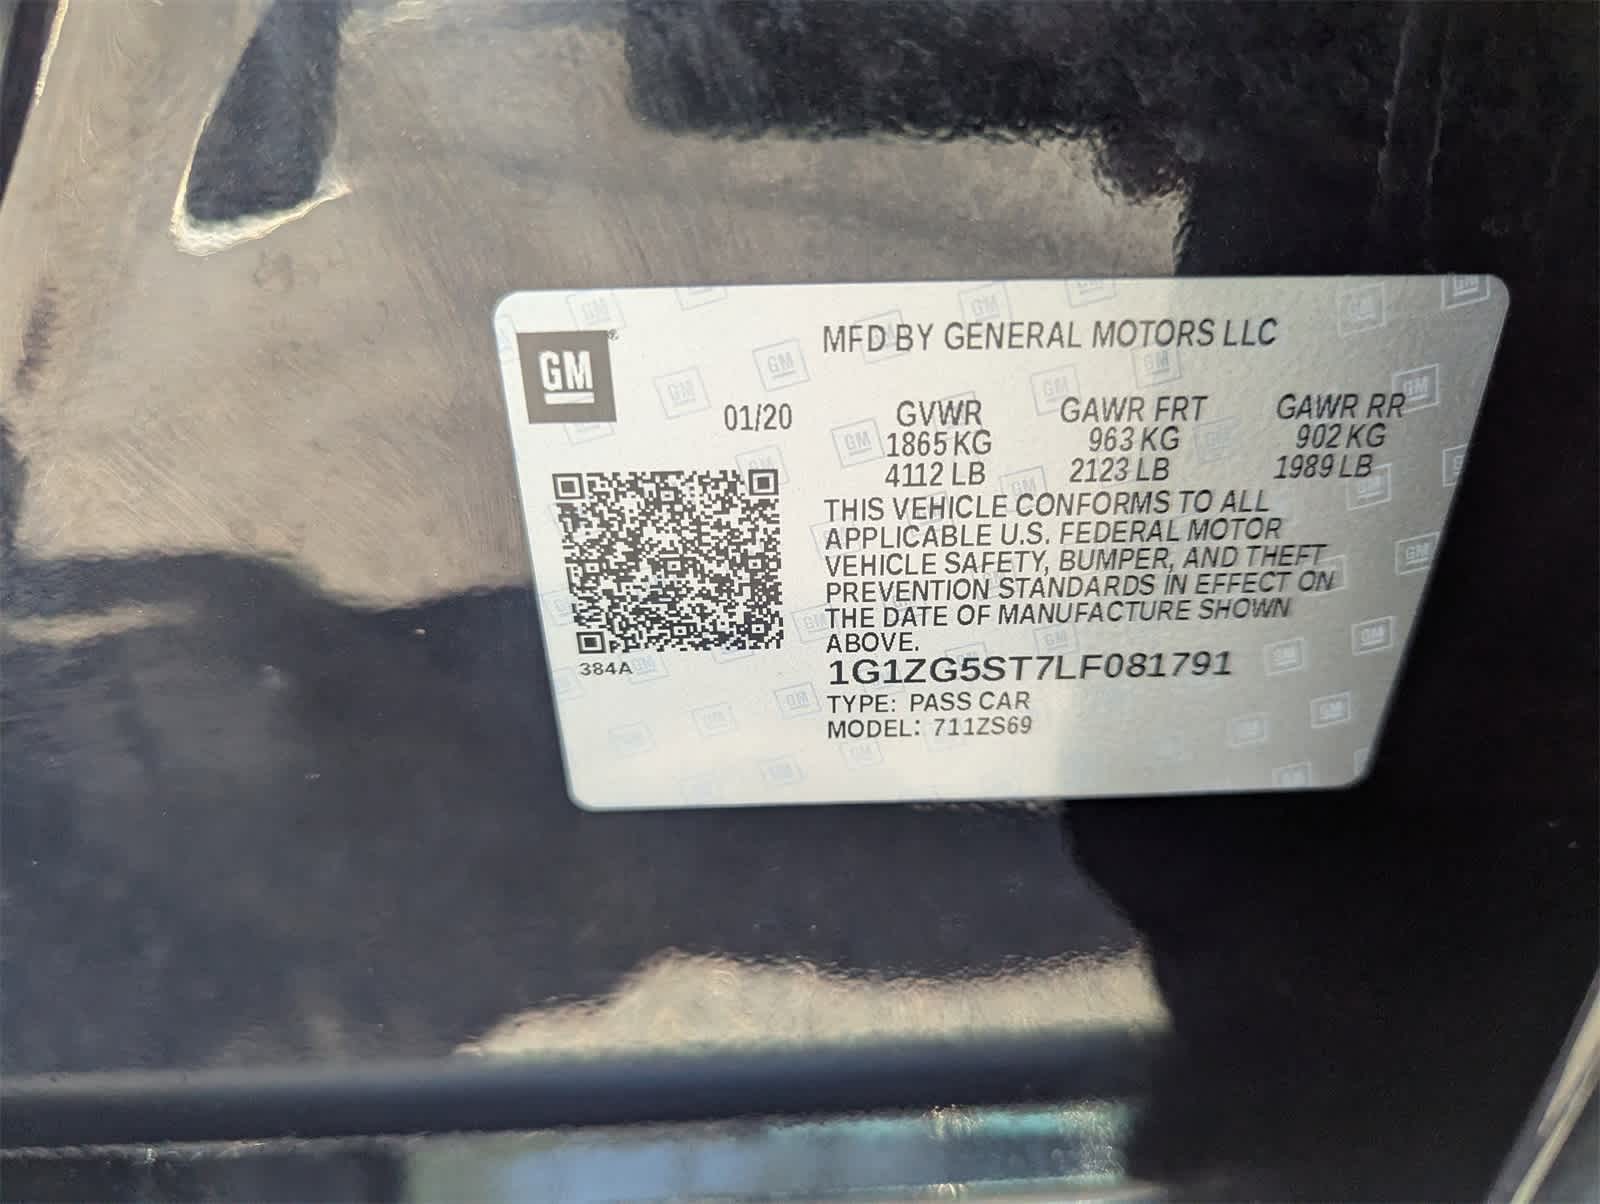 GM
MFD BY GENERAL MOTORS LLC
01/20 GVWR GAWR FRT GAWR RR
1865 KG 963 KG 902 KG
4112 LB 2123 LB 1989 LB
THIS VEHICLE CONFORMS TO ALL
APPLICABLE U.S. FEDERAL MOTOR
VEHICLE SAFETY, BUMPER, AND THEFT
PREVENTION STANDARDS IN EFFECT ON
THE DATE OF MANUFACTURE SHOWN
ABOVE.
384A
1G1ZG5ST7LF081791
TYPE: PASS CAR
MODEL: 711ZS69